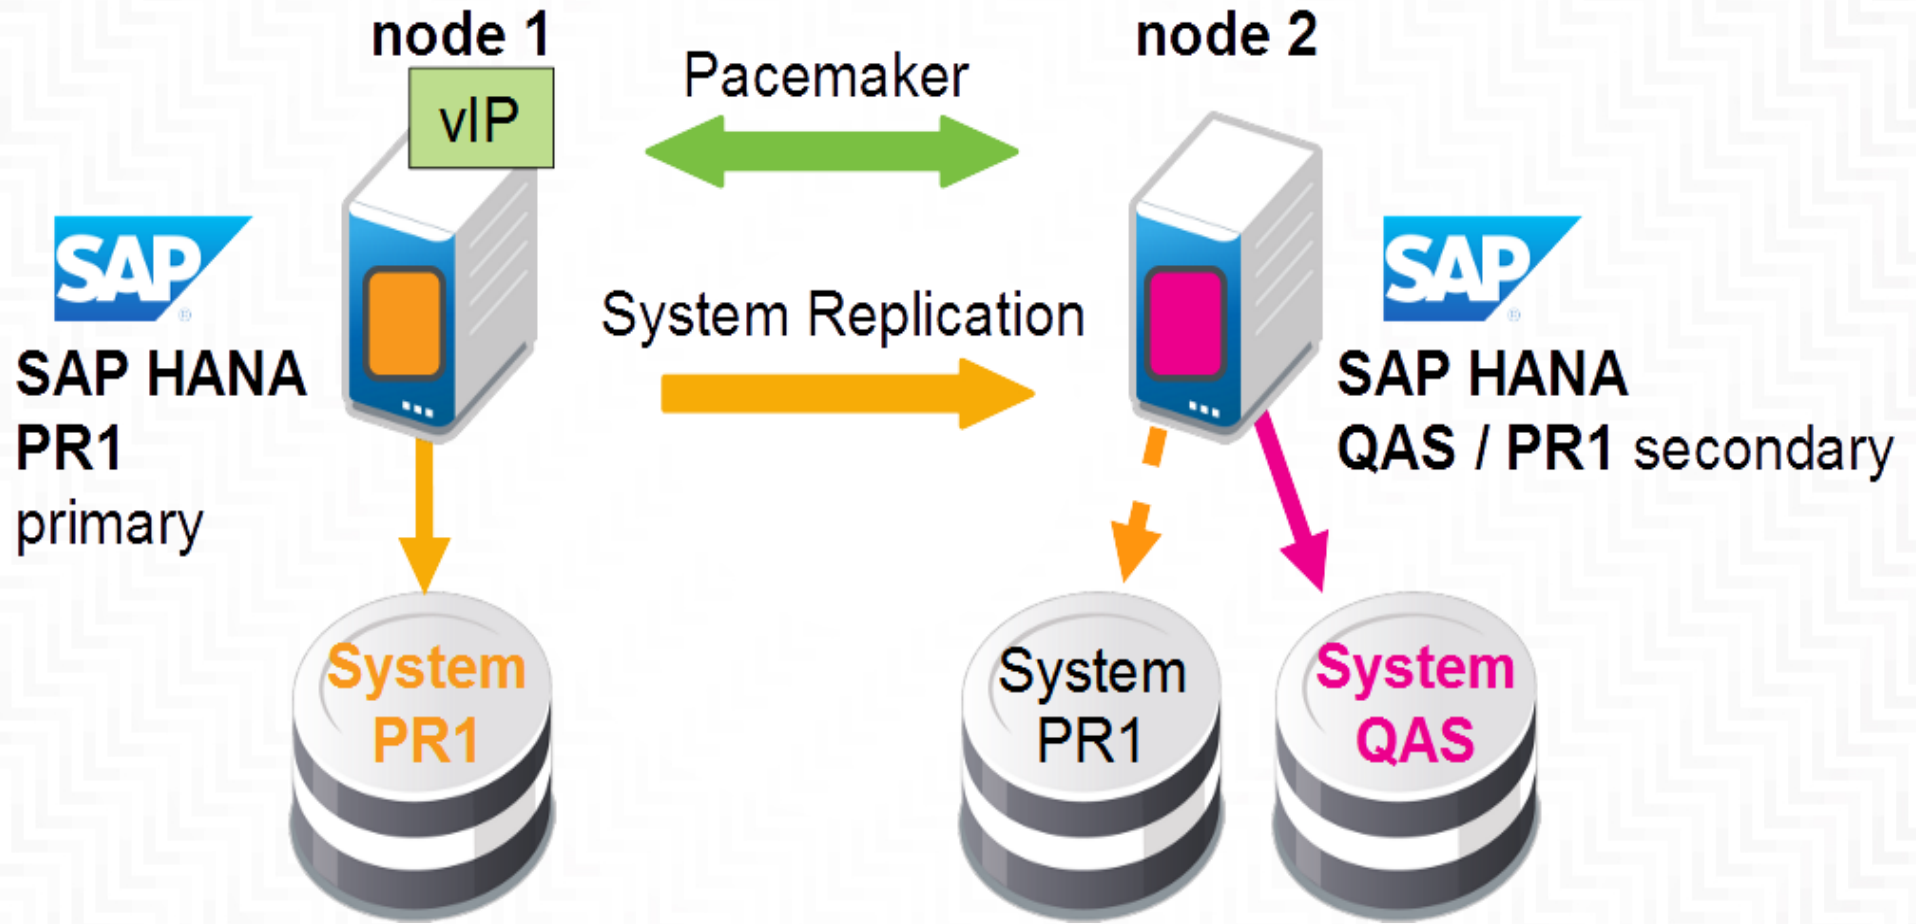 node 1
node 2
vIP
Pacemaker
SAP
®
SAP HANA
PR1
primary
System Replication
SAP
®
SAP HANA
QAS / PR1 secondary
System
PR1
System
PR1
System
QAS